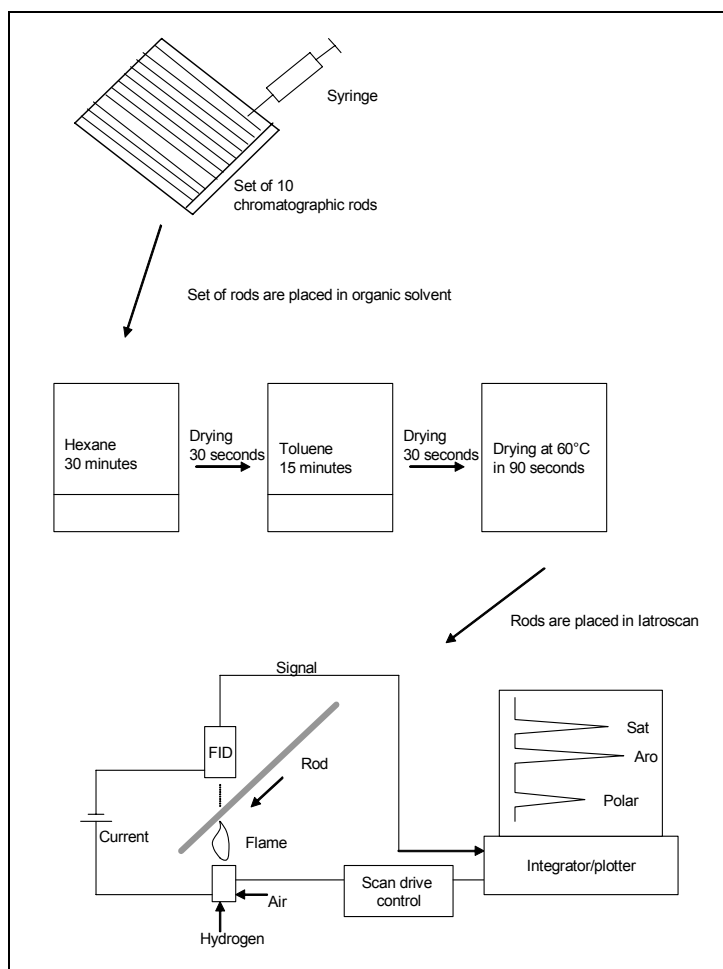 Syringe
Set of 10
chromatographic rods
Set of rods are placed in organic solvent
Hexane
30 minutes
Drying
30 seconds
Toluene
15 minutes
Drying
30 seconds
Drying at 60°C
in 90 seconds
Rods are placed in Iatroscan
Signal
FID
Rod
Current
Flame
Air
Hydrogen
Scan drive
control
Sat
Aro
Polar
Integrator/plotter